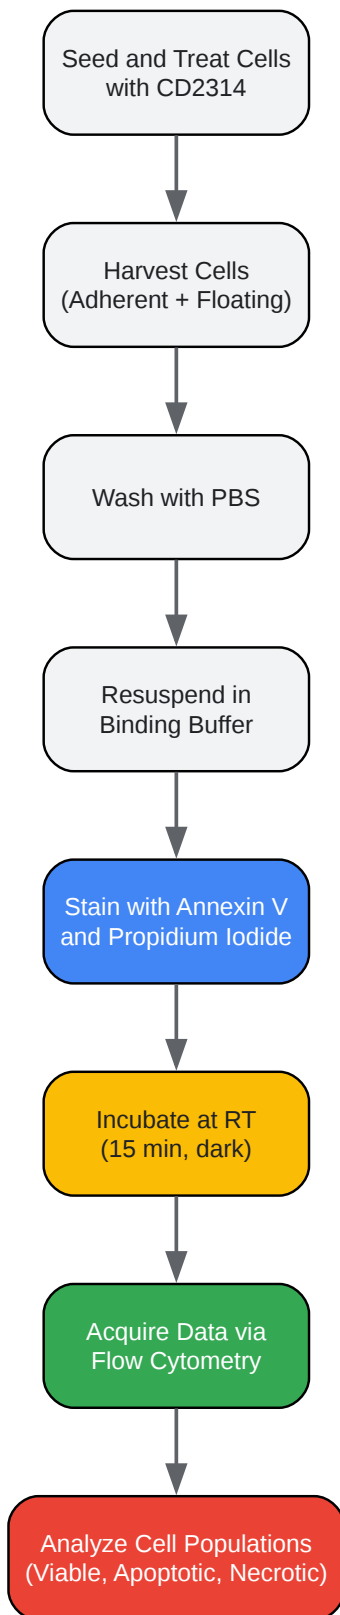 Seed and Treat Cells
with CD2314
Harvest Cells
(Adherent + Floating)
Wash with PBS
Resuspend in
Binding Buffer
Stain with Annexin V
and Propidium Iodide
Incubate at RT
(15 min, dark)
Acquire Data via
Flow Cytometry
Analyze Cell Populations
(Viable, Apoptotic, Necrotic)